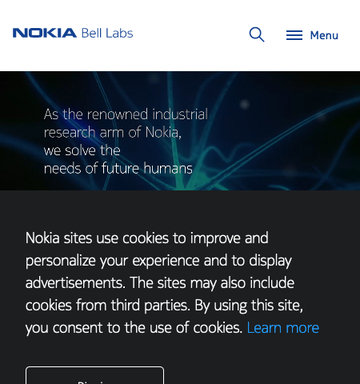 NOKIA Bell Labs
Menu
As the renowned industrial
research arm of Nokia,
we solve the
needs of future humans
Nokia sites use cookies to improve and
personalize your experience and to display
advertisements. The sites may also include
cookies from third parties. By using this site,
you consent to the use of cookies. Learn more